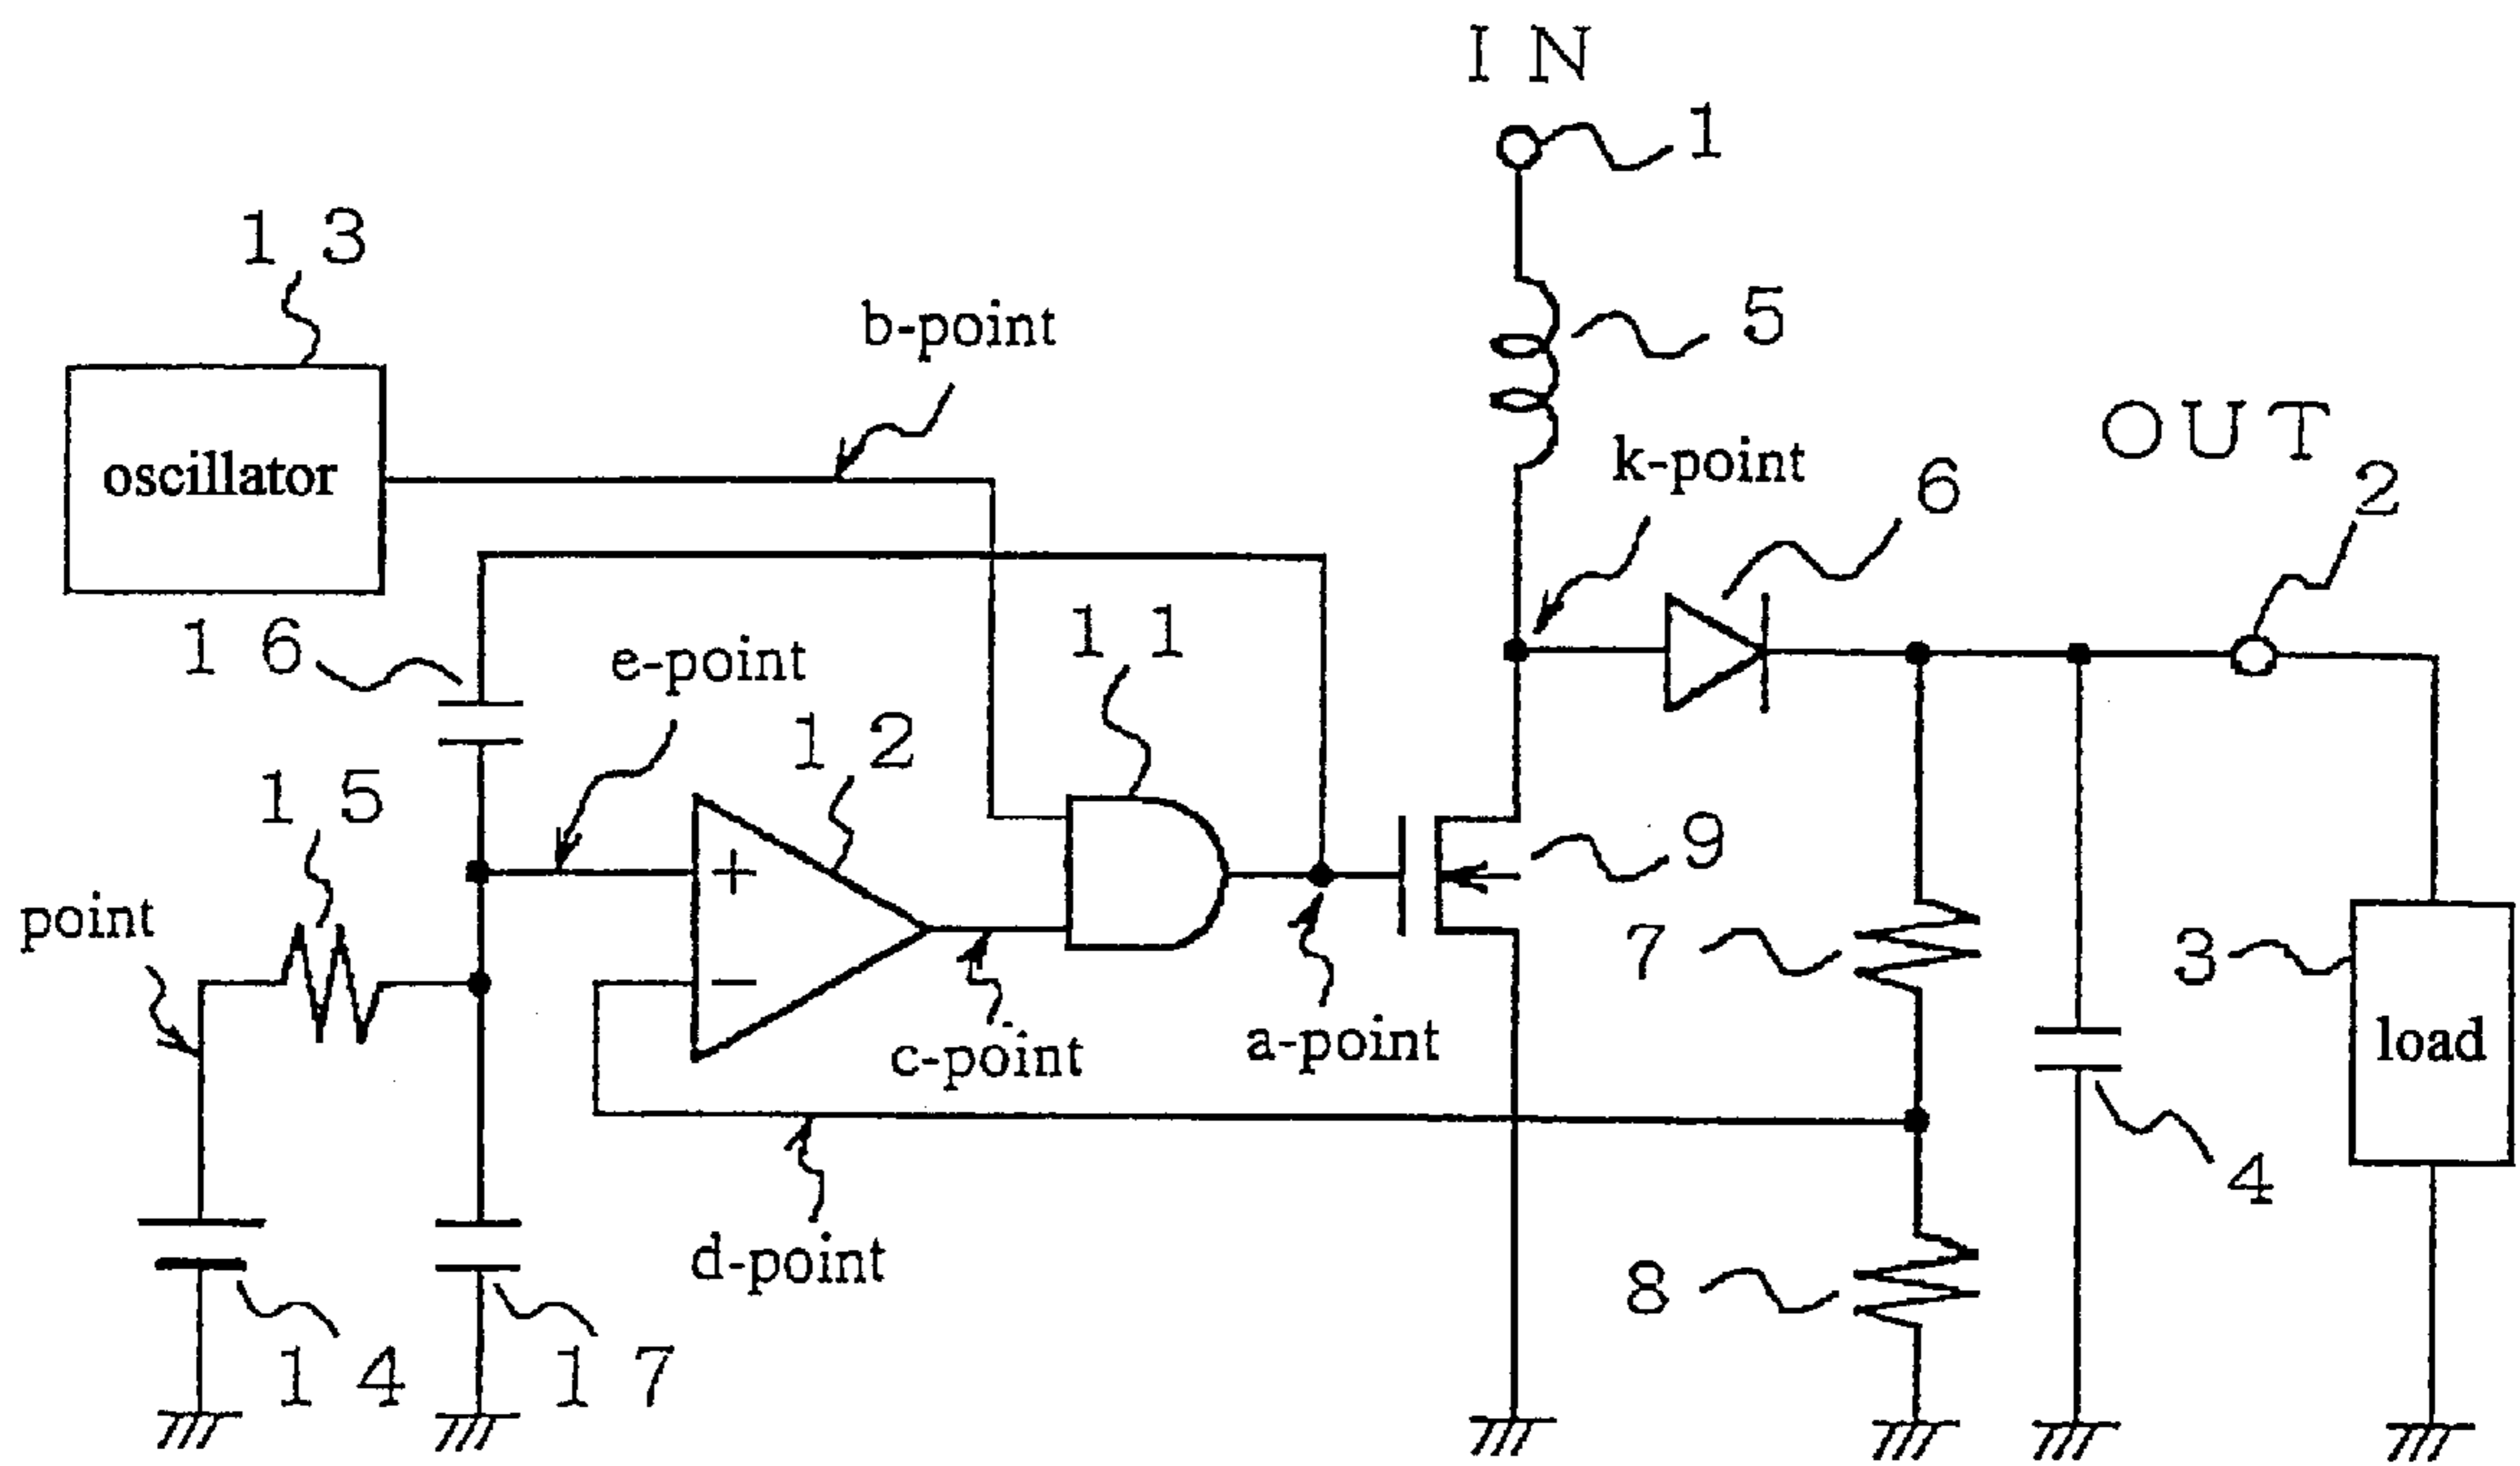 IN
1
13
5
b-point
OUT
k-point
6
2
oscillator
16
e-point
11
12
15
9
point
7
3
load
c-point
a-point
4
d-point
8
14
17
+
−